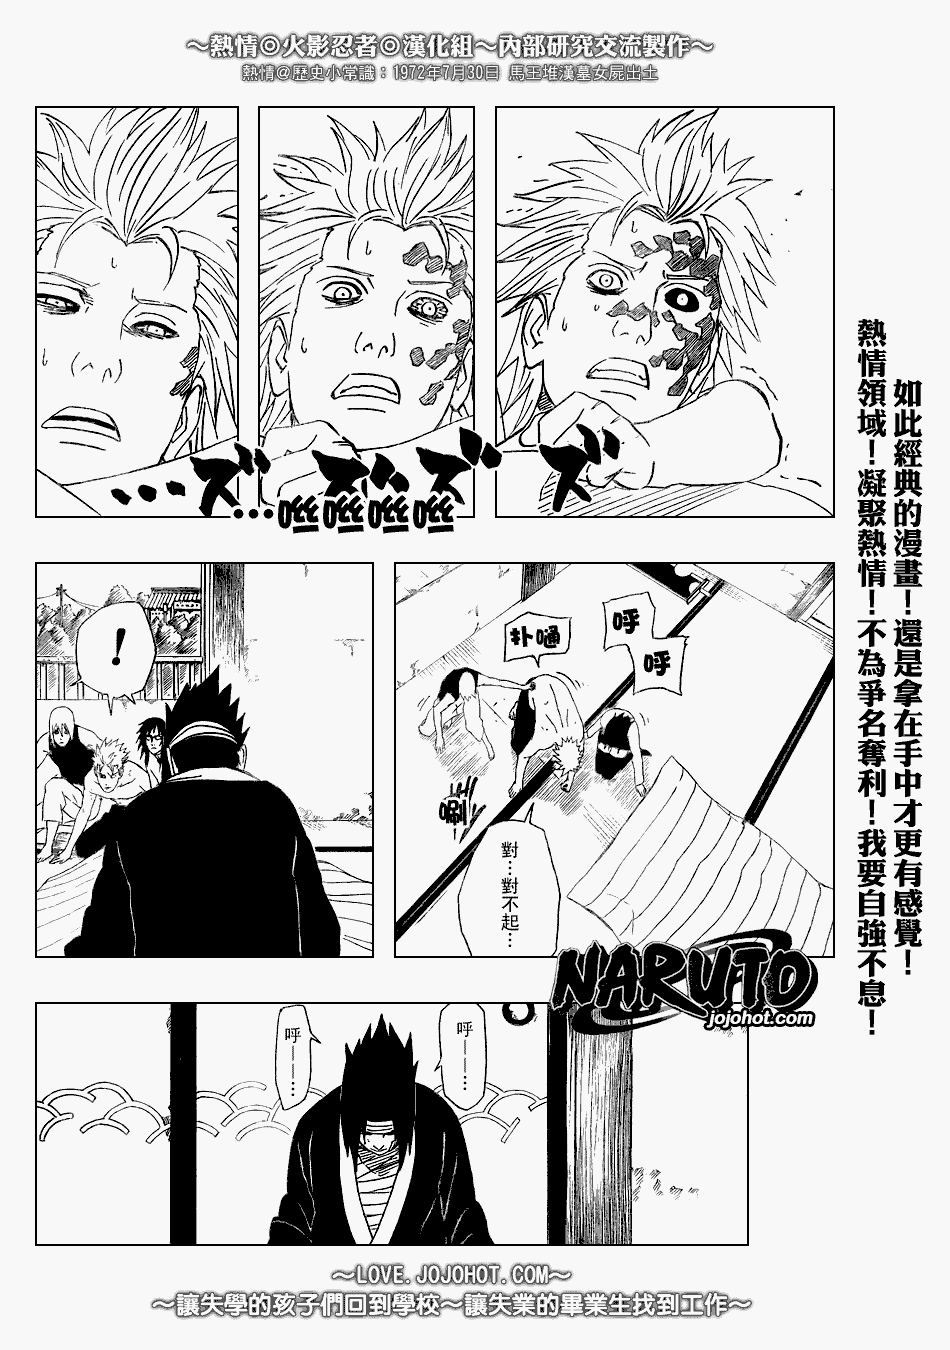 ～熱情◎火影忍者◎漢化組～內部研究交流製作～
熱情@歷史小常識：1972年7月30日 馬王堆漢墓女屍出土
如此經典的漫畫！還是拿在手中才更有感覺！
熱情領域！凝聚熱情！不為爭名奪利！我要自強不息！
ズ
ズ
ズ
ズ…
…嘶嘶嘶嘶
呼
呼
扑嗵
對…對不起…
！
NARUTO
jojohot.com
呼——…
呼——…
～LOVE.JOJOHOT.COM～
～讓失學的孩子們回到學校～讓失業的畢業生找到工作～